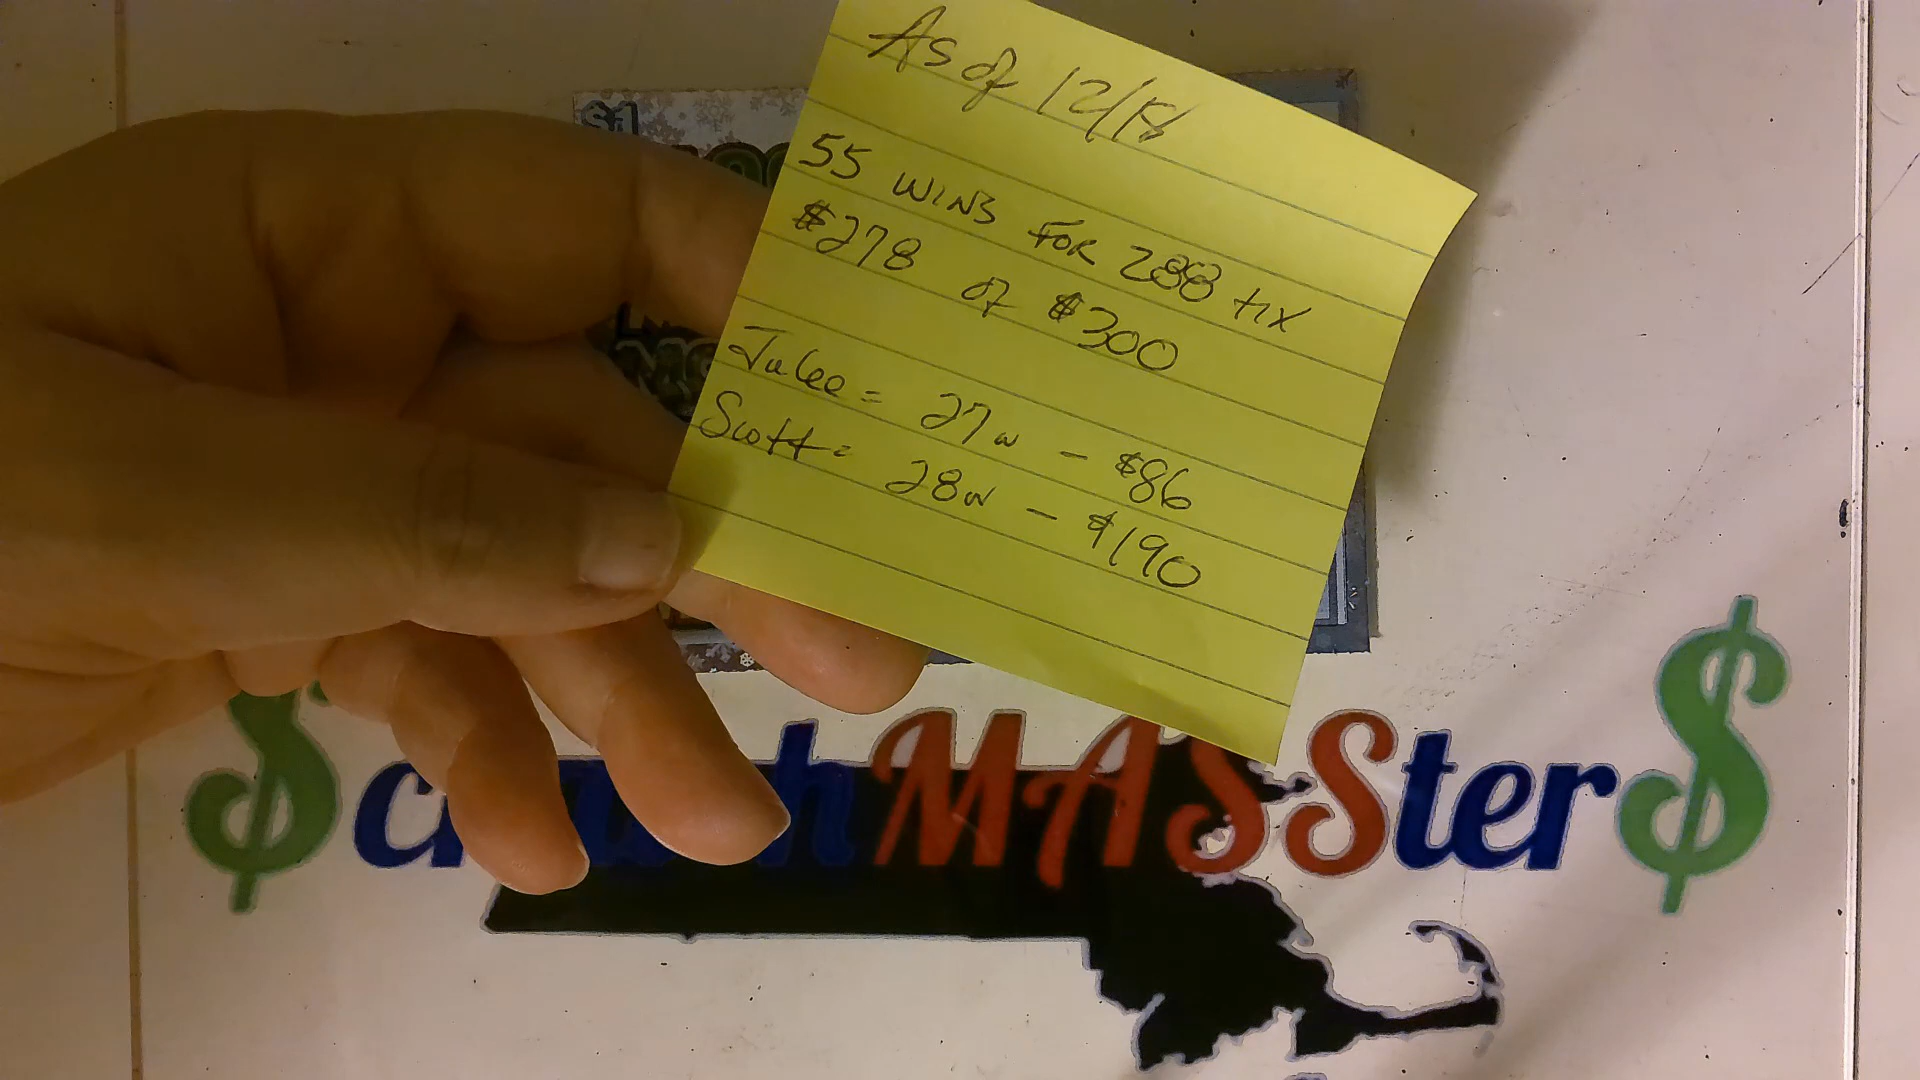 As of 12/18
55 WINS FOR 288 tix
$278 of $300
Julee = 27w - $86
Scott = 28w - $190
$1
$cratchMASSter$